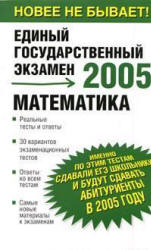 НОВЕЕ НЕ БЫВАЕТ!
ЕДИНЫЙ
ГОСУДАРСТВЕННЫЙ
ЭКЗАМЕН 2005
МАТЕМАТИКА
Реальные
тесты и ответы
30 вариантов
экзаменационных
тестов
Ответы
ко всем
тестам
Самые
новые
материалы
к экзаменам
ИМЕННО
ПО ЭТИМ ТЕСТАМ
СДАВАЛИ ЕГЭ ШКОЛЬНИКИ
И БУДУТ СДАВАТЬ
АБИТУРИЕНТЫ
В 2005 ГОДУ